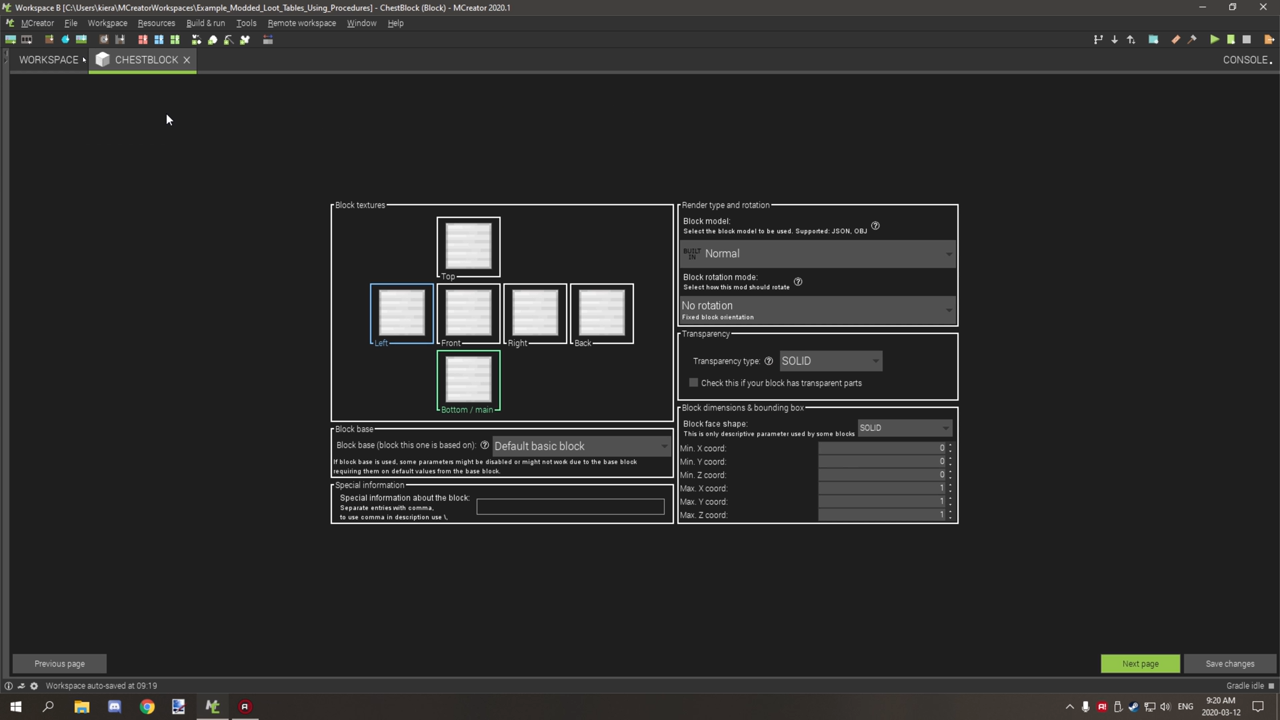 Workspace B [C:\Users\kiera\MCreatorWorkspaces\Example_Modded_Loot_Tables_Using_Procedures] - ChestBlock (Block) - MCreator 2020.1
MCreator File Workspace Resources Build & run Tools Remote workspace Window Help
WORKSPACE CHESTBLOCK CONSOLE
Block textures
Top
Left Front Right Back
Bottom / main
Block base
Block base (block this one is based on): Default basic block
If block base is used, some parameters might be disabled or might not work due to the base block
requiring them on default values from the base block.
Special information
Special information about the block:
Separate entries with comma,
to use comma in description use \,
Render type and rotation
Block model:
Select the block model to be used. Supported: JSON, OBJ
BUILT IN Normal
Block rotation mode:
Select how this mod should rotate
No rotation
Fixed block orientation
Transparency
Transparency type: SOLID
Check this if your block has transparent parts
Block dimensions & bounding box
Block face shape: SOLID
This is only descriptive parameter used by some blocks
Min. X coord: 0
Min. Y coord: 0
Min. Z coord: 0
Max. X coord: 1
Max. Y coord: 1
Max. Z coord: 1
Previous page Next page Save changes
Workspace auto-saved at 09:19 Gradle idle
ENG 9:20 AM
2020-03-12